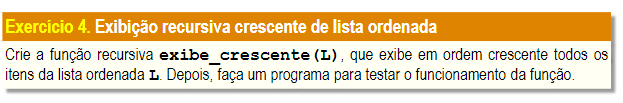 Exercício 4. Exibição recursiva crescente de lista ordenada
Crie a função recursiva exibe_crescente(L), que exibe em ordem crescente todos os
itens da lista ordenada L. Depois, faça um programa para testar o funcionamento da função.